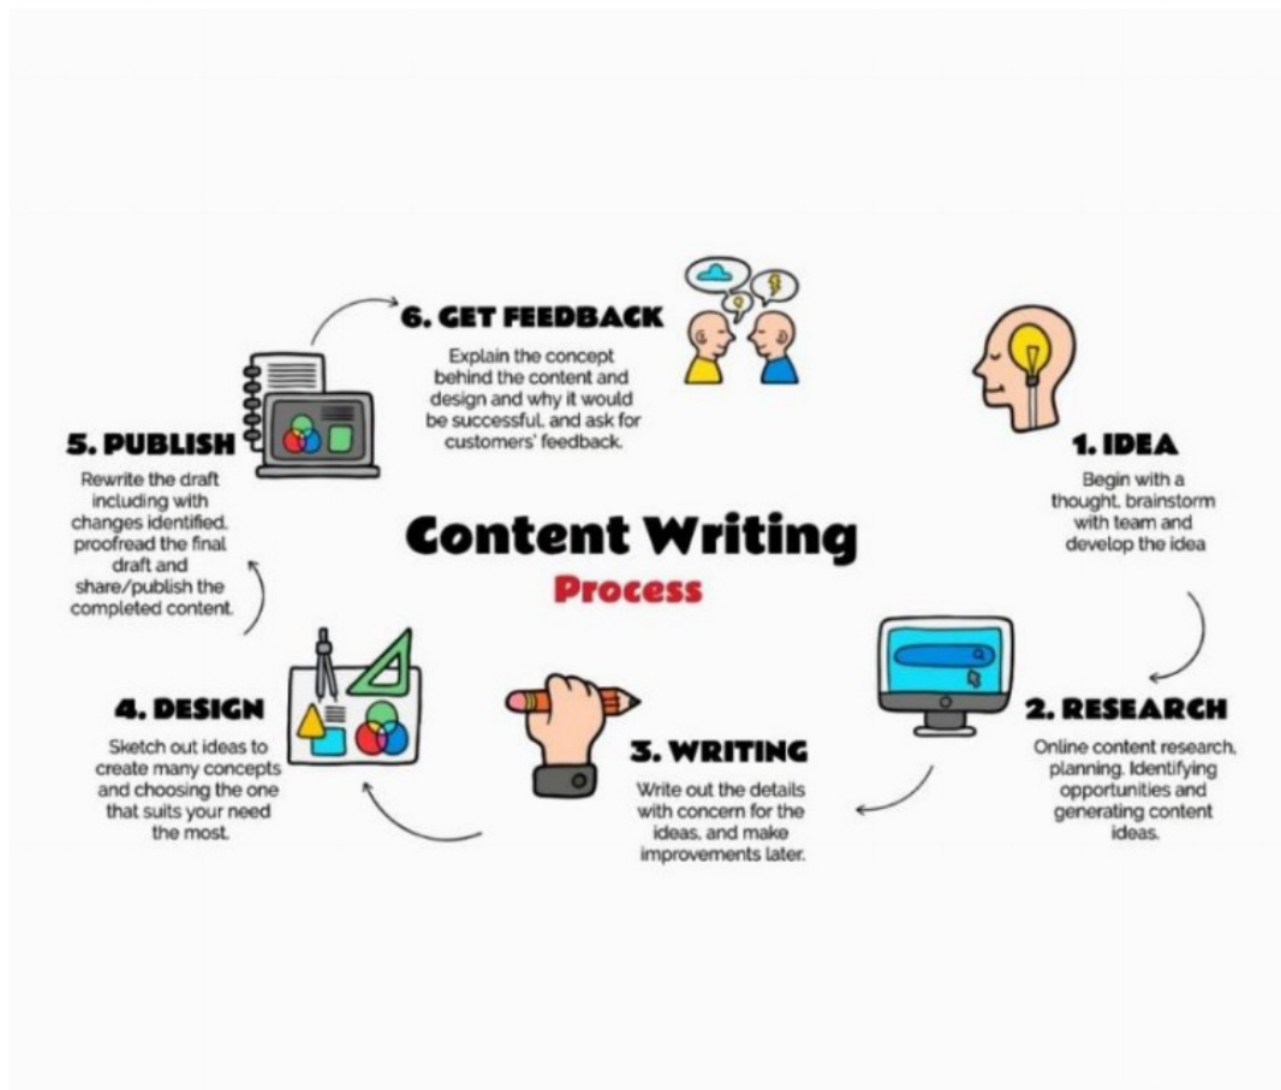 Content Writing
Process
1. IDEA
Begin with a
thought, brainstorm
with team and
develop the idea
2. RESEARCH
Online content research,
planning. Identifying
opportunities and
generating content
ideas.
3. WRITING
Write out the details
with concern for the
ideas, and make
improvements later.
4. DESIGN
Sketch out ideas to
create many concepts
and choosing the one
that suits your need
the most.
5. PUBLISH
Rewrite the draft
including with
changes identified,
proofread the final
draft and
share/publish the
completed content.
6. GET FEEDBACK
Explain the concept
behind the content and
design and why it would
be successful, and ask for
customers' feedback.